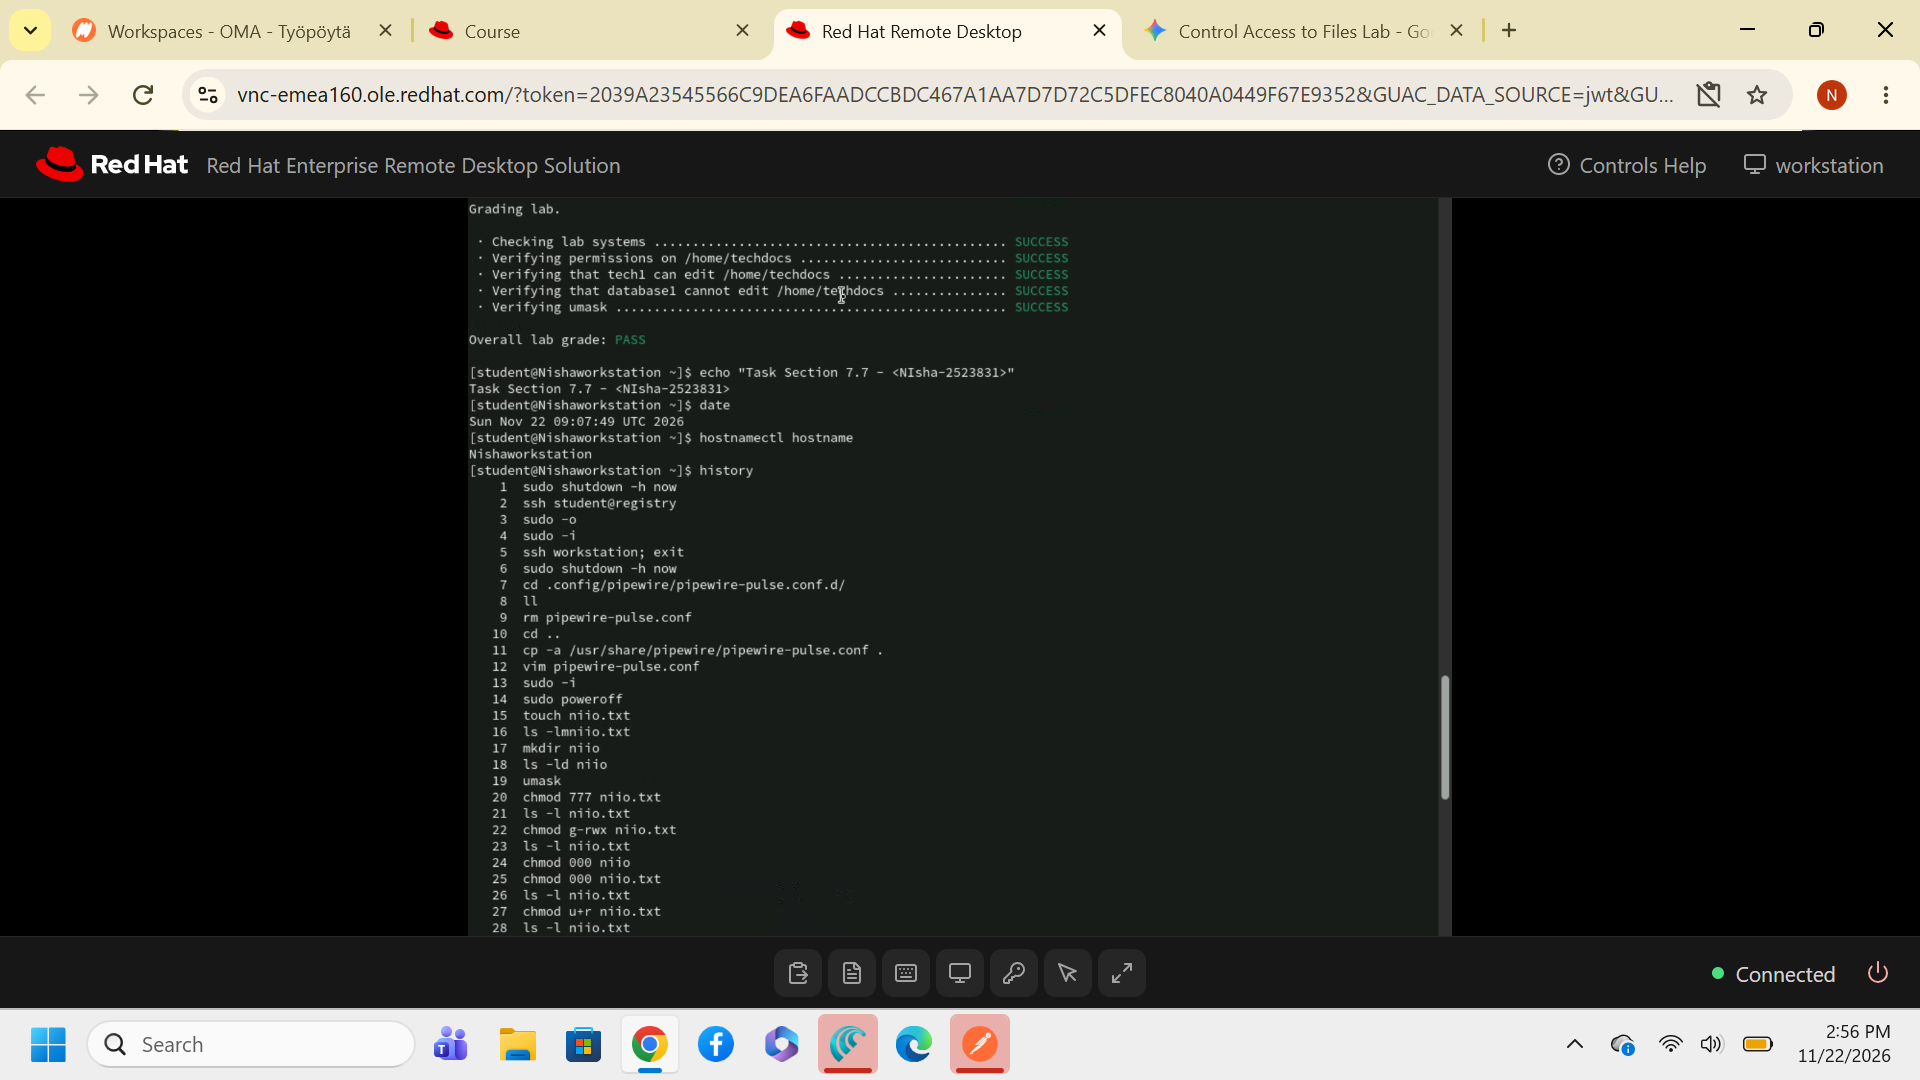 Workspaces - OMA - Työpöytä
Course
Red Hat Remote Desktop
Control Access to Files Lab - Go
vnc-emea160.ole.redhat.com/?token=2039A23545566C9DEA6FAADCCBDC467A1AA7D7D72C5DFEC8040A0449F67E9352&GUAC_DATA_SOURCE=jwt&GU...
N
Red Hat
Red Hat Enterprise Remote Desktop Solution
Controls Help
workstation
Grading lab.
· Checking lab systems .............................................. SUCCESS
· Verifying permissions on /home/techdocs ........................... SUCCESS
· Verifying that tech1 can edit /home/techdocs ...................... SUCCESS
· Verifying that database1 cannot edit /home/techdocs ............... SUCCESS
· Verifying umask ................................................... SUCCESS
Overall lab grade: PASS
[student@Nishaworkstation ~]$ echo "Task Section 7.7 - <NIsha-2523831>"
Task Section 7.7 - <NIsha-2523831>
[student@Nishaworkstation ~]$ date
Sun Nov 22 09:07:49 UTC 2026
[student@Nishaworkstation ~]$ hostnamectl hostname
Nishaworkstation
[student@Nishaworkstation ~]$ history
1 sudo shutdown -h now
2 ssh student@registry
3 sudo -o
4 sudo -i
5 ssh workstation; exit
6 sudo shutdown -h now
7 cd .config/pipewire/pipewire-pulse.conf.d/
8 ll
9 rm pipewire-pulse.conf
10 cd ..
11 cp -a /usr/share/pipewire/pipewire-pulse.conf .
12 vim pipewire-pulse.conf
13 sudo -i
14 sudo poweroff
15 touch niio.txt
16 ls -lmniio.txt
17 mkdir niio
18 ls -ld niio
19 umask
20 chmod 777 niio.txt
21 ls -l niio.txt
22 chmod g-rwx niio.txt
23 ls -l niio.txt
24 chmod 000 niio
25 chmod 000 niio.txt
26 ls -l niio.txt
27 chmod u+r niio.txt
28 ls -l niio.txt
Connected
Search
2:56 PM
11/22/2026